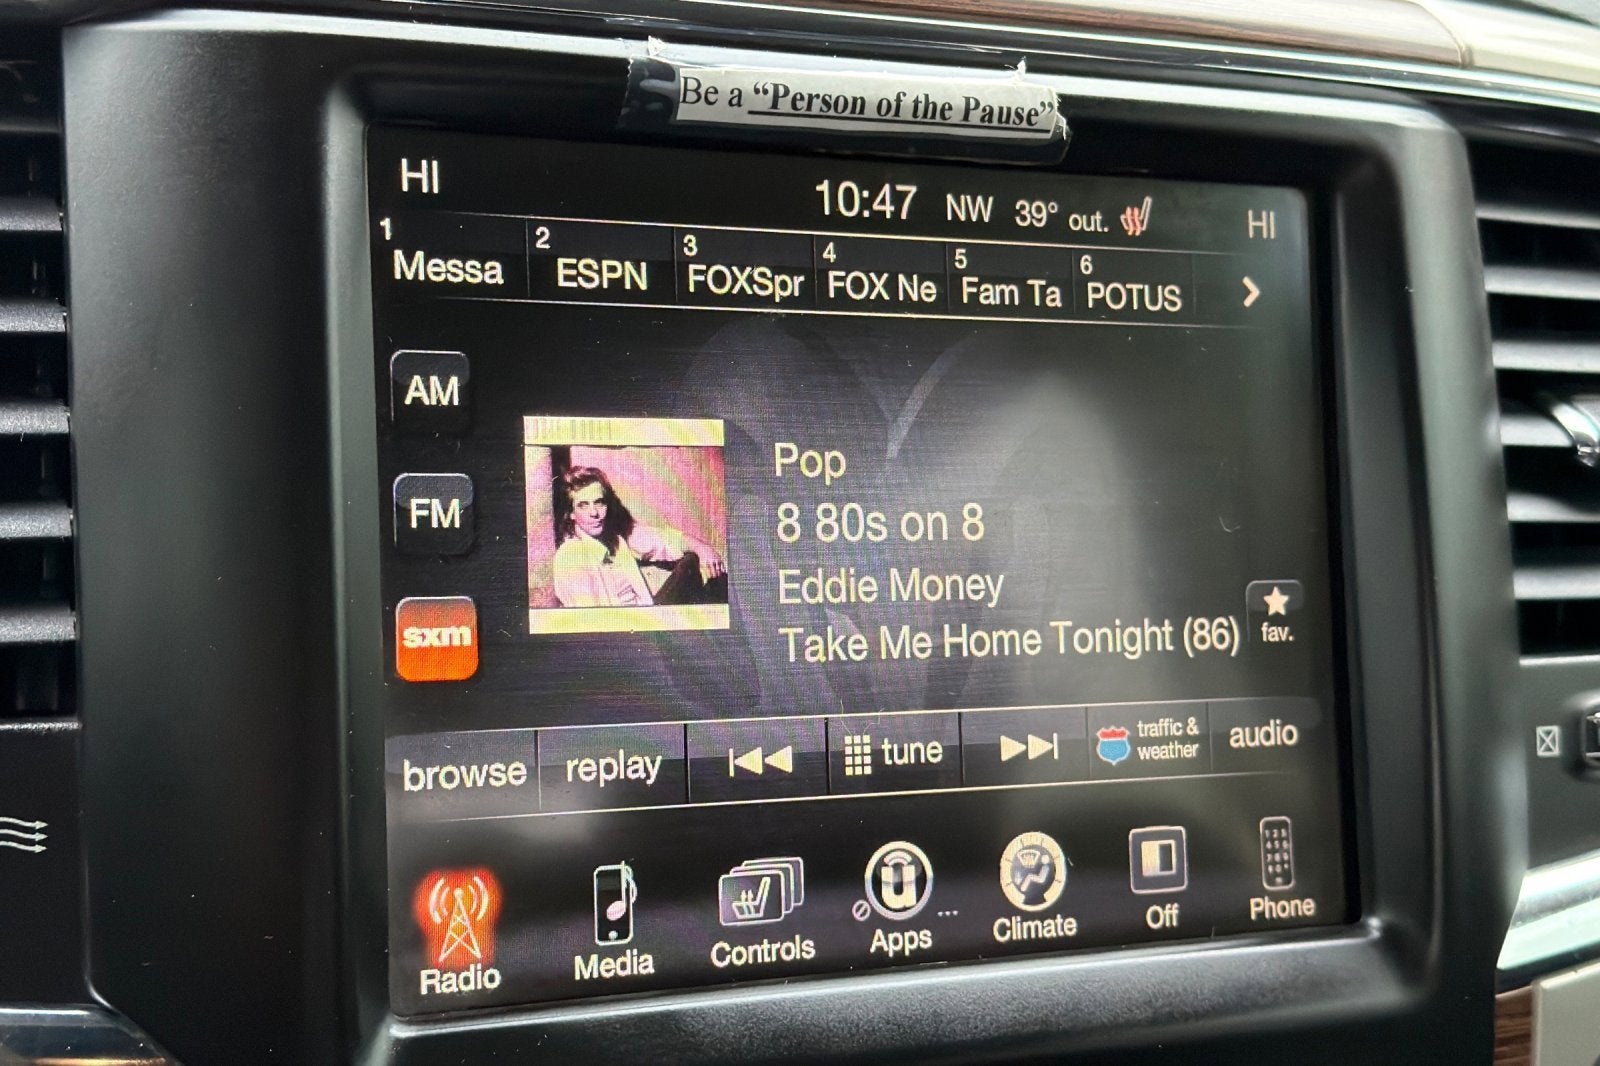 Be a “Person of the Pause”
HI 10:47 NW 39° out. HI
1 Messa
2 ESPN
3 FOXSpr
4 FOX Ne
5 Fam Ta
6 POTUS
AM
FM
sxm
Pop
8 80s on 8
Eddie Money
Take Me Home Tonight (86)
fav.
browse
replay
tune
traffic &
weather
audio
Radio
Media
Controls
Apps
...
Climate
Off
Phone